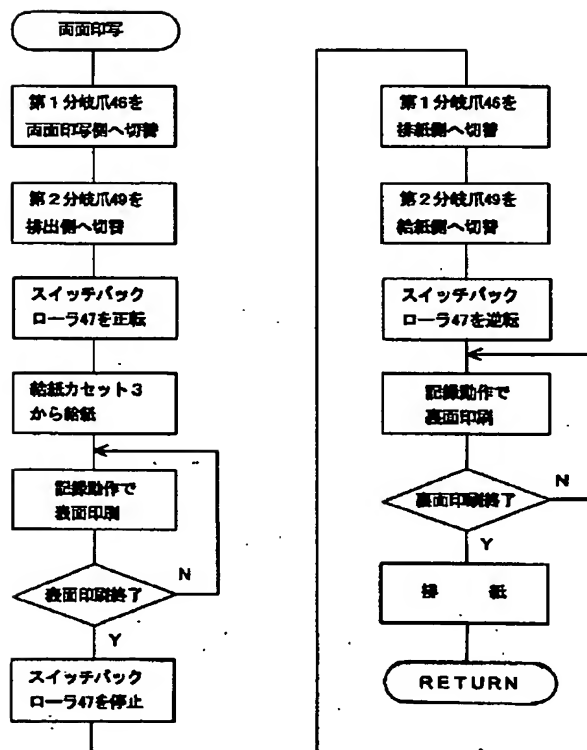 両面印写
第1分岐爪46を
両面印写側へ切替
第2分岐爪49を
排出側へ切替
スイッチバック
ローラ47を正転
給紙カセット3
から給紙
記録動作で
表面印刷
表面印刷終了
N
Y
スイッチバック
ローラ47を停止
第1分岐爪46を
排紙側へ切替
第2分岐爪49を
給紙側へ切替
スイッチバック
ローラ47を逆転
記録動作で
裏面印刷
裏面印刷終了
N
Y
排 紙
RETURN